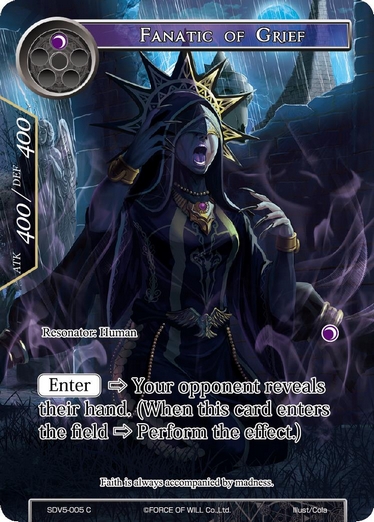 Fanatic of Grief
ATK 400 / DEF 400
Resonator: Human
Enter ⇨ Your opponent reveals
their hand. (When this card enters
the field ⇨ Perform the effect.)
Faith is always accompanied by madness.
SDV5-005 C ©FORCE OF WILL Co.,Ltd. Illust/Cola